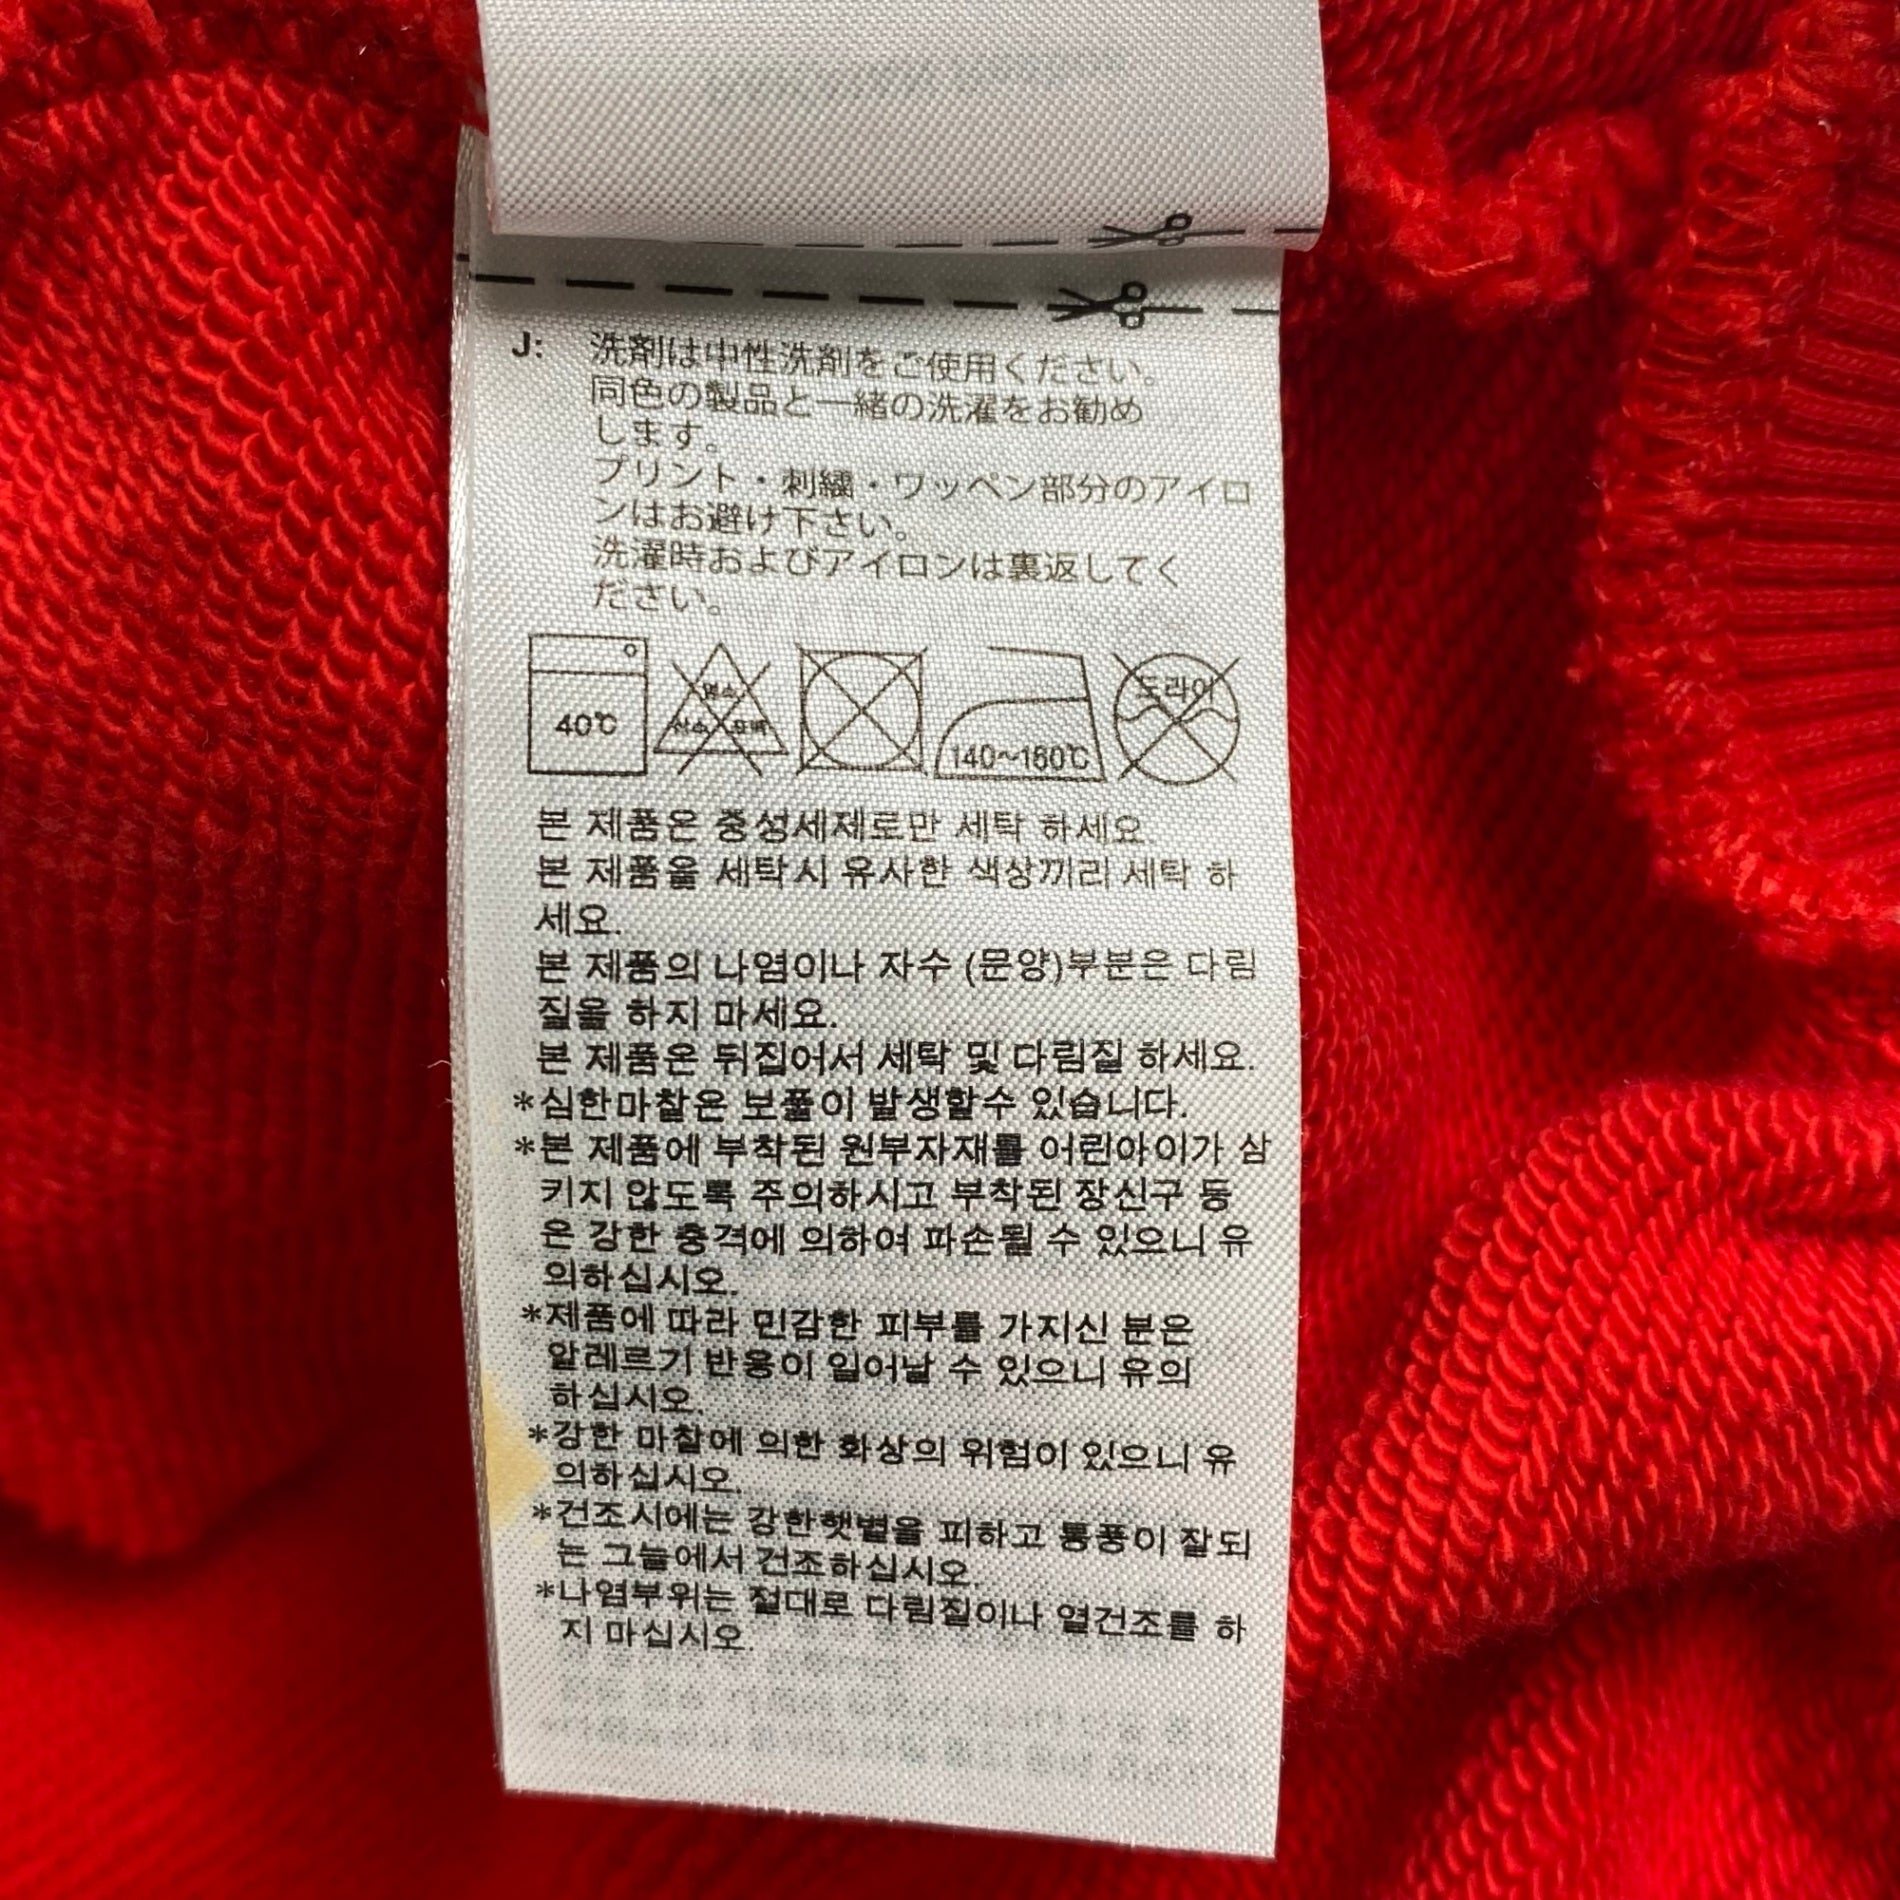 J: 洗剤は中性洗剤をご使用ください。
同色の製品と一緒の洗濯をお勧め
します。
プリント・刺繍・ワッペン部分のアイロ
ンはお避け下さい。
洗濯時およびアイロンは裏返してく
ださい。
40℃ 염소 산소 표백 140~160℃ 드라이
본 제품은 중성세제로만 세탁 하세요.
본 제품을 세탁시 유사한 색상끼리 세탁 하
세요.
본 제품의 나염이나 자수 (문양)부분은 다림
질을 하지 마세요.
본 제품은 뒤집어서 세탁 및 다림질 하세요.
*심한마찰은 보풀이 발생할수 있습니다.
*본 제품에 부착된 원부자재를 어린아이가 삼
키지 않도록 주의하시고 부착된 장신구 등
은 강한 충격에 의하여 파손될 수 있으니 유
의하십시오.
*제품에 따라 민감한 피부를 가지신 분은
알레르기 반응이 일어날 수 있으니 유의
하십시오.
*강한 마찰에 의한 화상의 위험이 있으니 유
의하십시오.
*건조시에는 강한햇볕을 피하고 통풍이 잘되
는 그늘에서 건조하십시오.
*나염부위는 절대로 다림질이나 열건조를 하
지 마십시오.